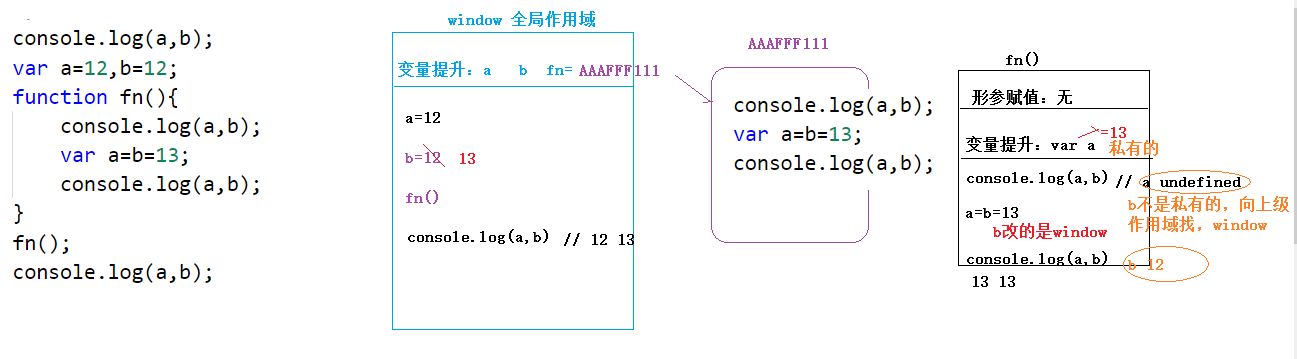 console.log(a,b);
var a=12,b=12;
function fn(){
console.log(a,b);
var a=b=13;
console.log(a,b);
}
fn();
console.log(a,b);
window 全局作用域
变量提升：a b fn= AAAFFF111
a=12
b=12 13
fn()
console.log(a,b) // 12 13
AAAFFF111
console.log(a,b);
var a=b=13;
console.log(a,b);
fn()
形参赋值：无
=13
变量提升：var a 私有的
console.log(a,b) // a undefined
b不是私有的，向上级
作用域找，window
a=b=13
b改的是window
console.log(a,b) b 12
13 13